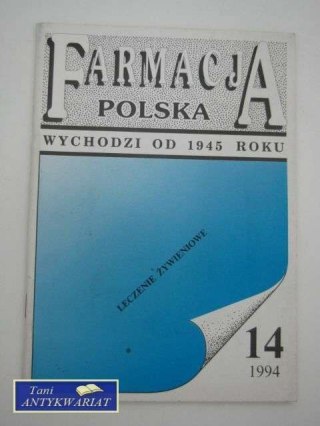 FARMACJA
POLSKA
WYCHODZI OD 1945 ROKU
LECZENIE ŻYWIENIOWE
14
1994
Tani
ANTYKWARIAT